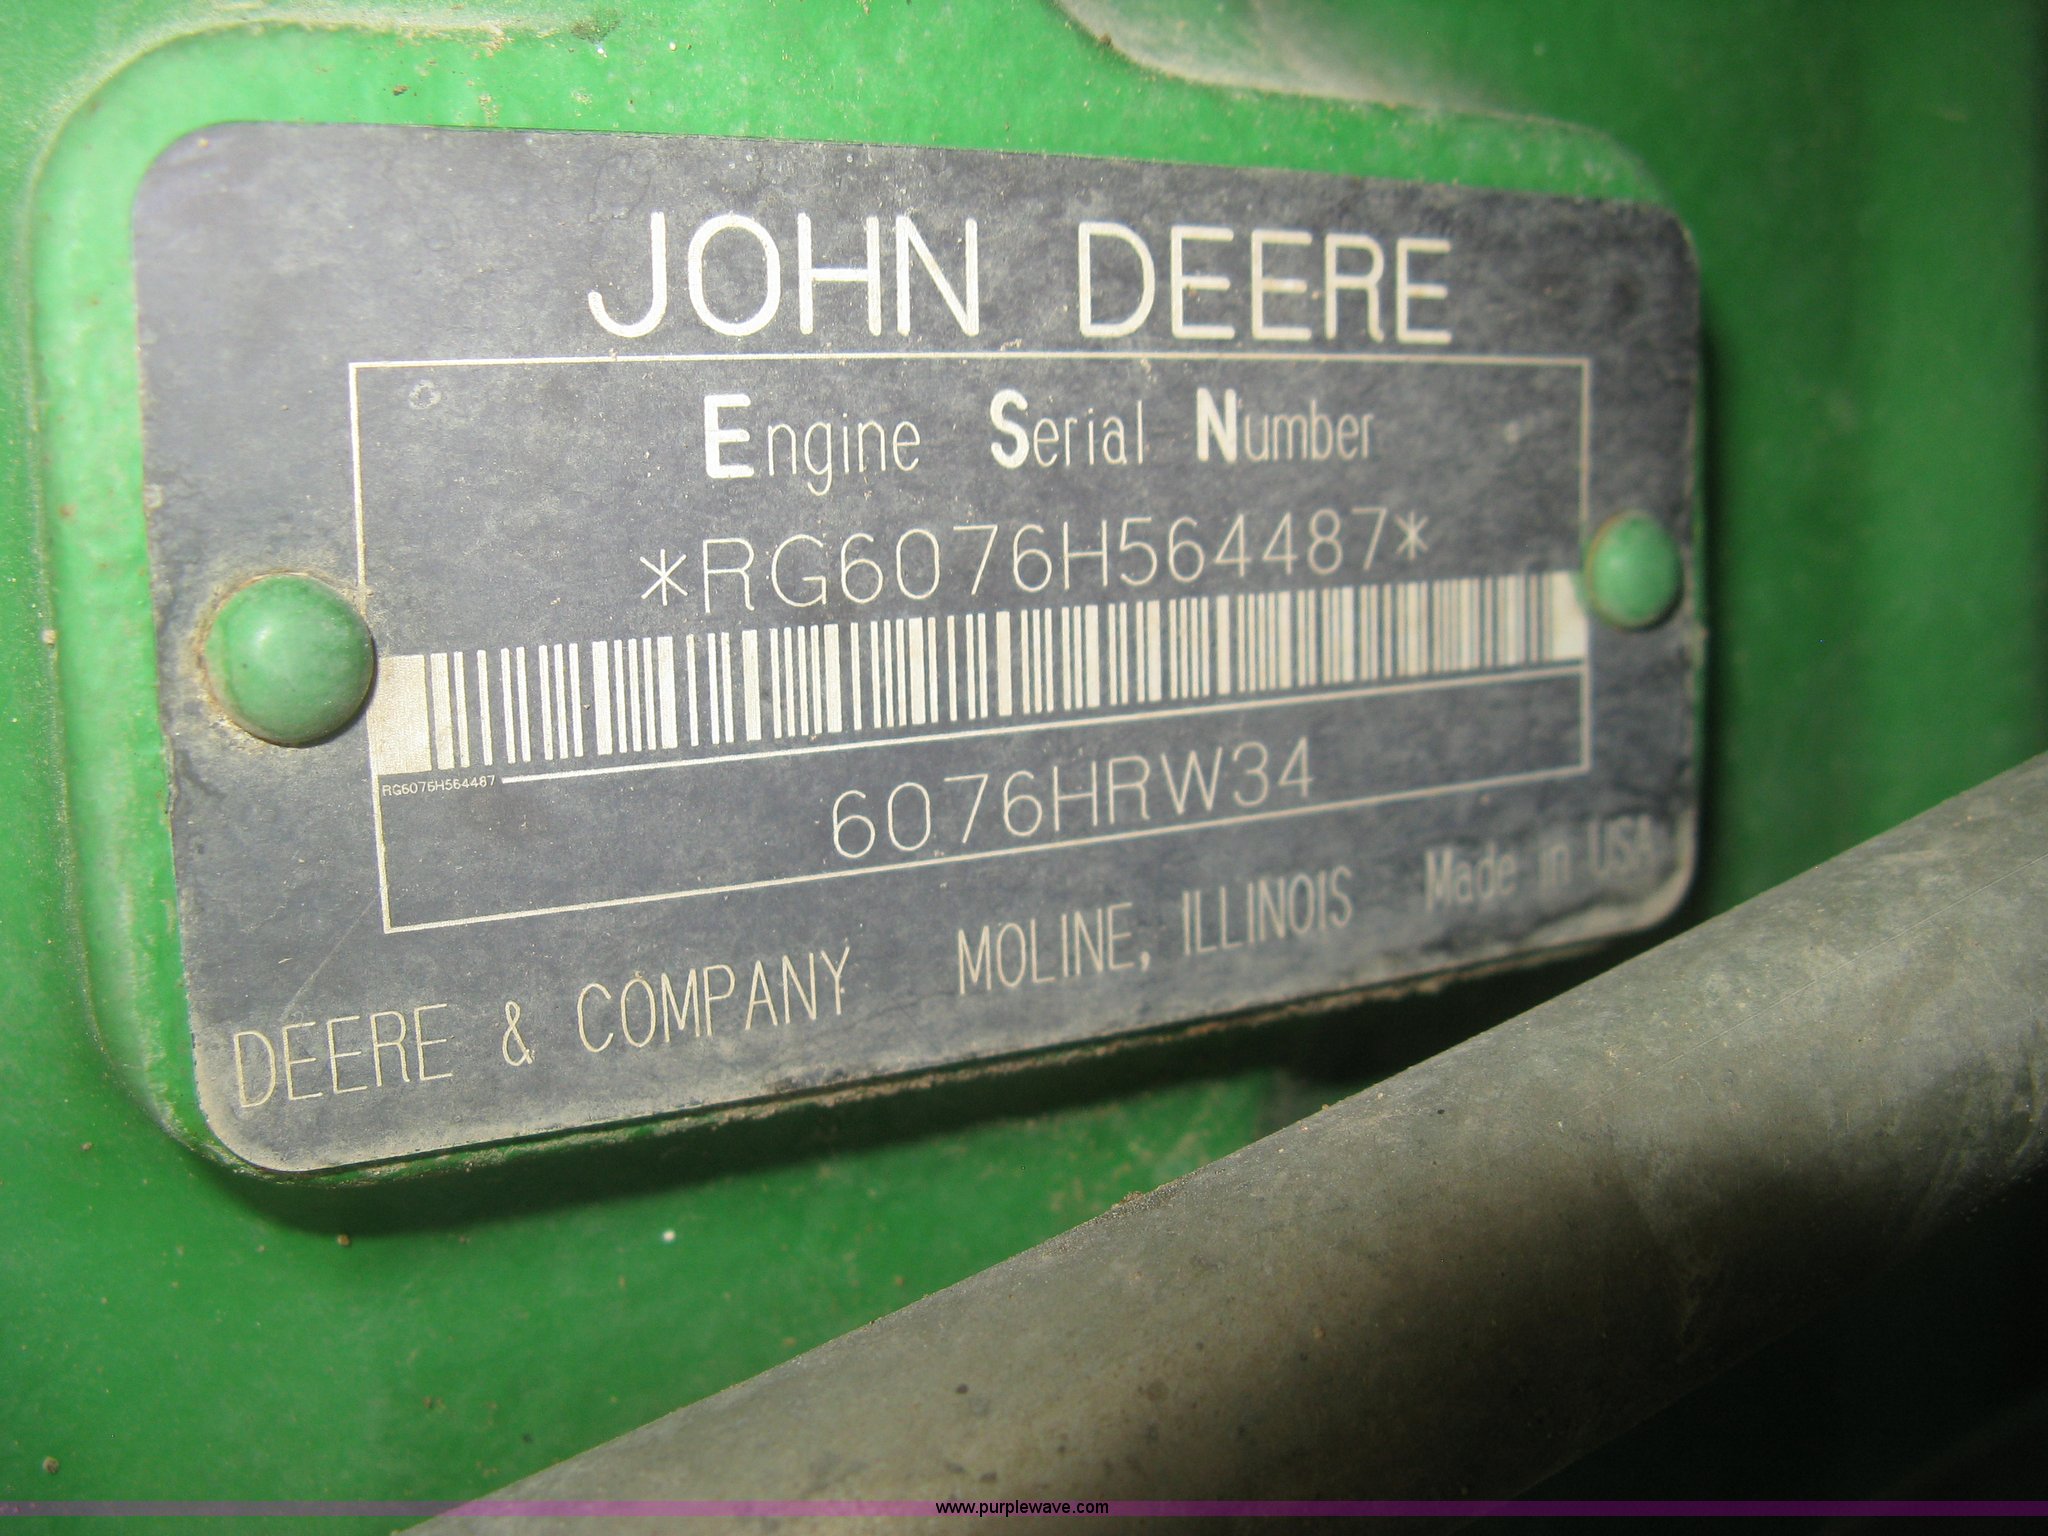 JOHN DEERE
Engine Serial Number
*RG6076H564487*
RG6076H564487
6076HRW34
DEERE & COMPANY MOLINE, ILLINOIS Made in USA
www.purplewave.com